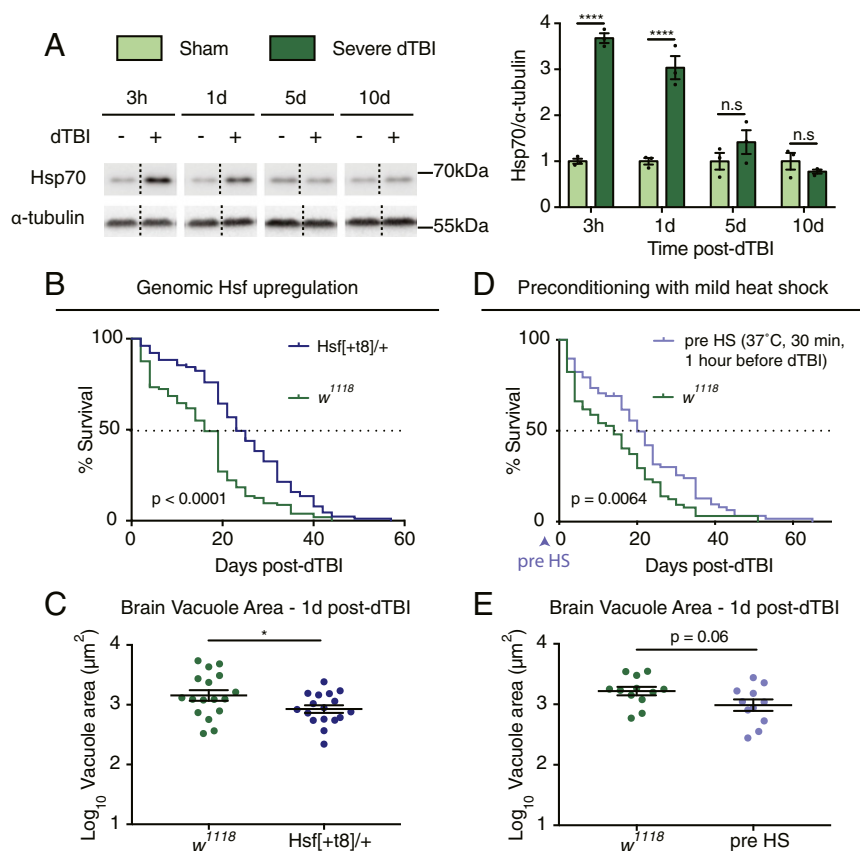 A
Sham
Severe dTBI
3h 1d 5d 10d
dTBI - + - + - + - +
Hsp70
70kDa
α-tubulin
55kDa
Hsp70/α-tubulin
4
3
2
1
0
****
****
n.s
n.s
3h 1d 5d 10d
Time post-dTBI
B
Genomic Hsf upregulation
% Survival
100
50
0
Hsf[+t8]/+
w1118
p < 0.0001
0 20 40 60
Days post-dTBI
D
Preconditioning with mild heat shock
% Survival
100
50
0
pre HS (37˚C, 30 min,
1 hour before dTBI)
w1118
p = 0.0064
0 20 40 60
pre HS
Days post-dTBI
C
Brain Vacuole Area - 1d post-dTBI
Log10 Vacuole area (µm2)
4
3
2
1
*
w1118
Hsf[+t8]/+
E
Brain Vacuole Area - 1d post-dTBI
Log10 Vacuole area (µm2)
4
3
2
1
p = 0.06
w1118
pre HS